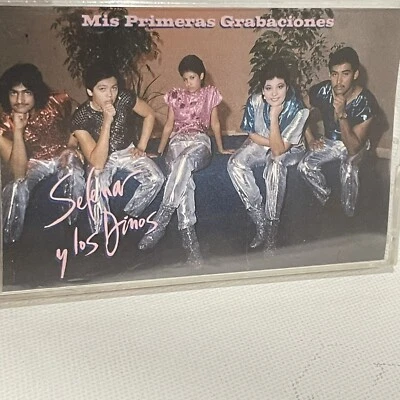 Mis Primeras Grabaciones
Selena
y los Dinos